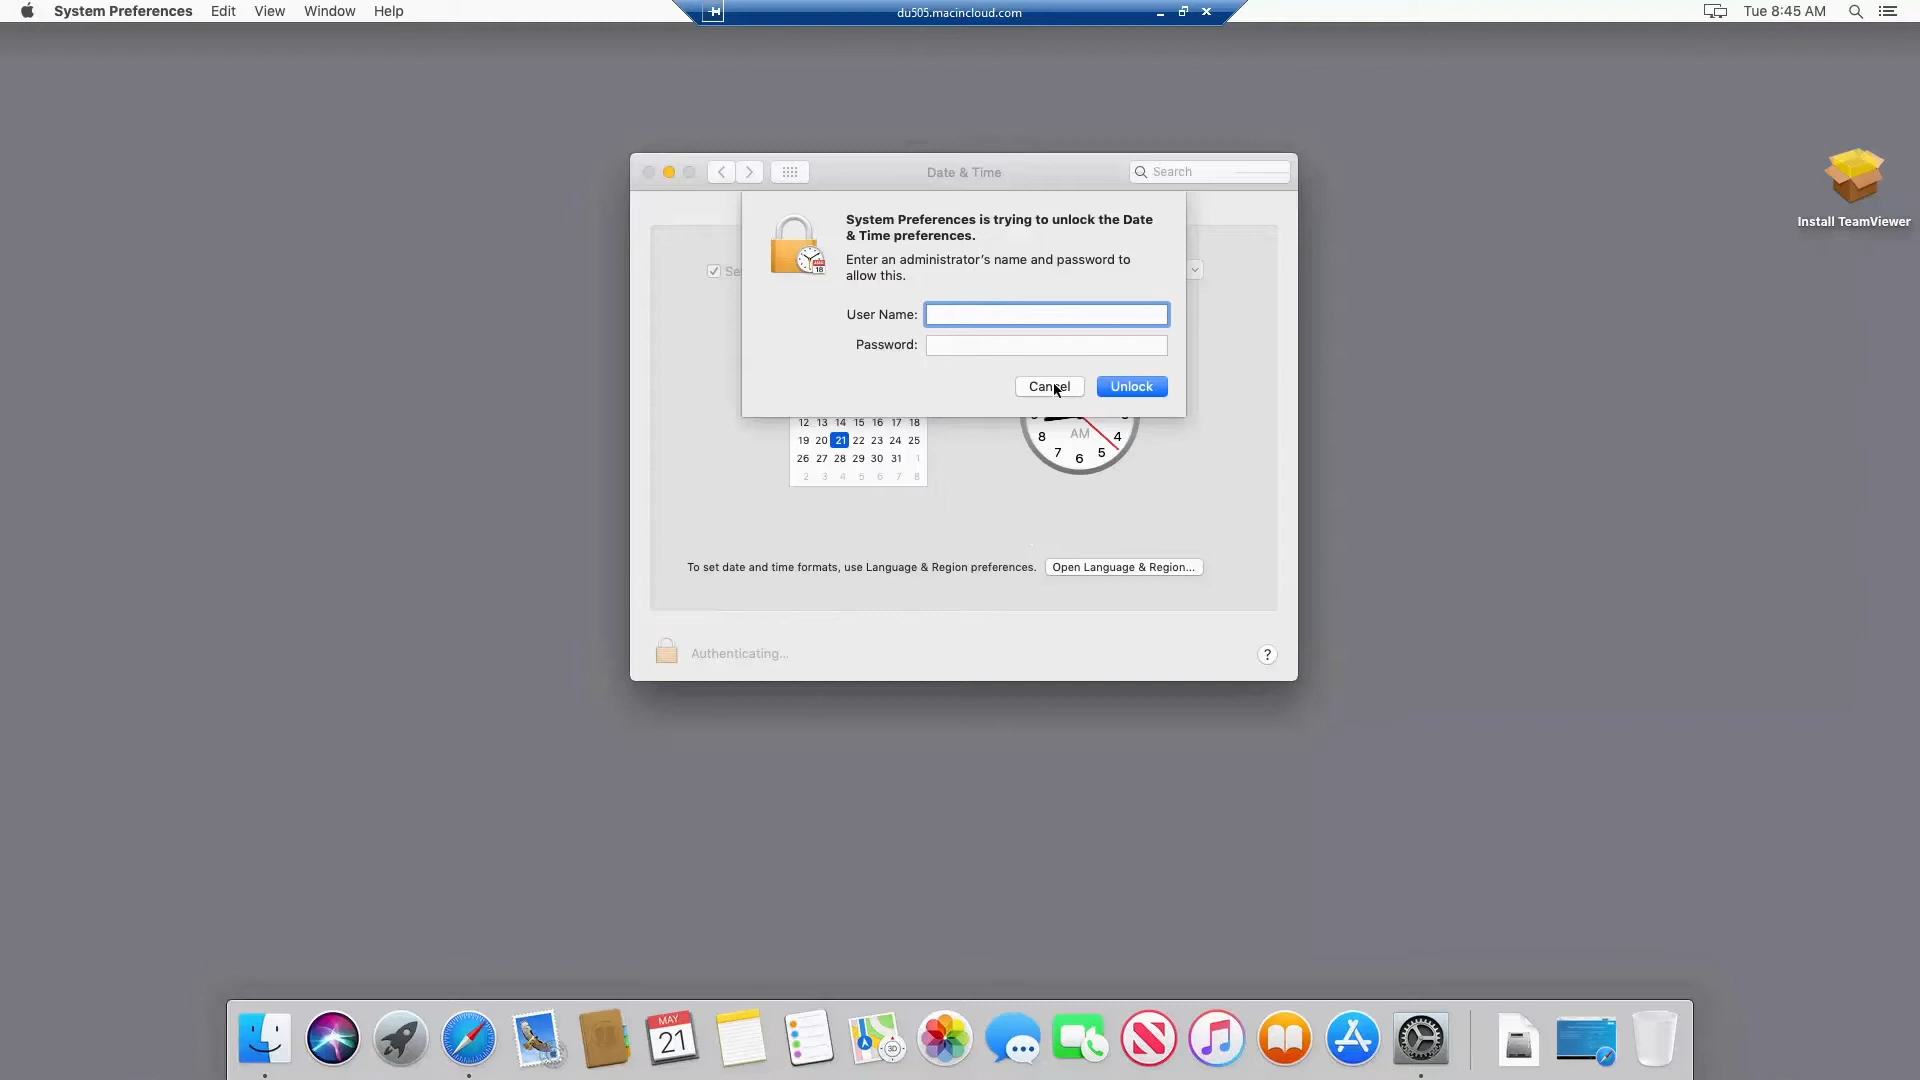 System Preferences Edit View Window Help
du505.macincloud.com
Tue 8:45 AM
Date & Time
Search
Install TeamViewer
System Preferences is trying to unlock the Date
& Time preferences.
Enter an administrator's name and password to
allow this.
Se
User Name:
Password:
Cancel Unlock
12 13 14 15 16 17 18
19 20 21 22 23 24 25
26 27 28 29 30 31 1
2 3 4 5 6 7 8
AM
8 4
7 6 5
To set date and time formats, use Language & Region preferences. Open Language & Region...
Authenticating...
?
MAY
21
3D